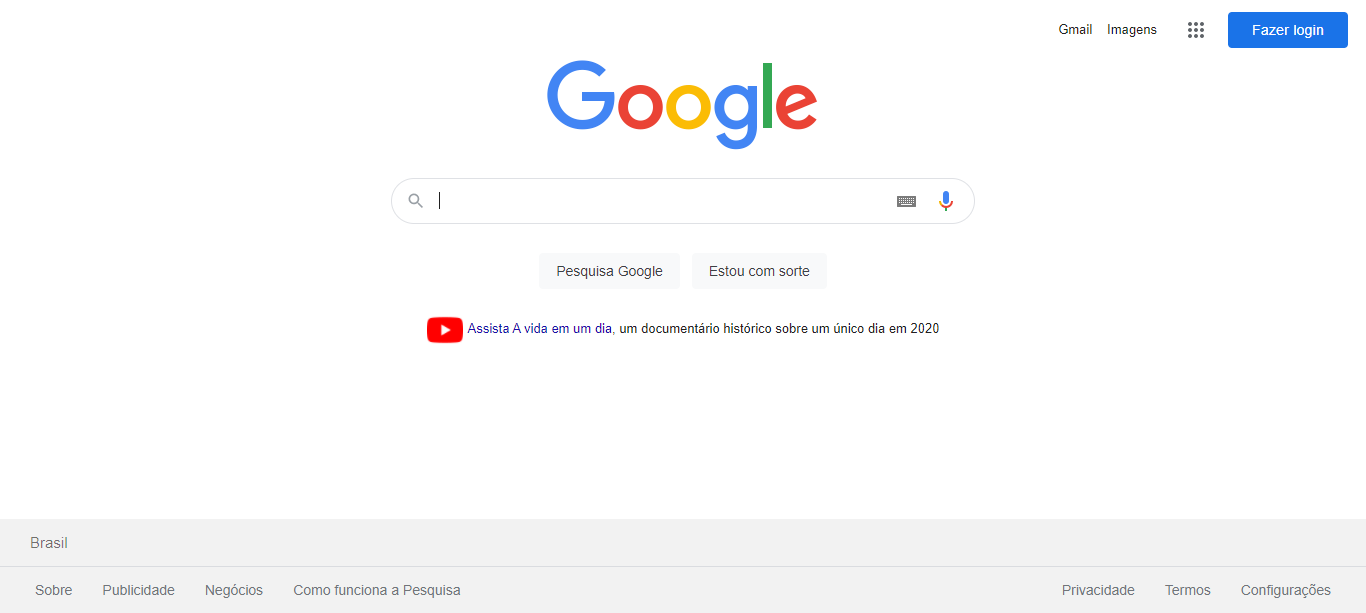 Gmail Imagens Fazer login
Google
Pesquisa Google Estou com sorte
Assista A vida em um dia, um documentário histórico sobre um único dia em 2020
Brasil
Sobre Publicidade Negócios Como funciona a Pesquisa Privacidade Termos Configurações